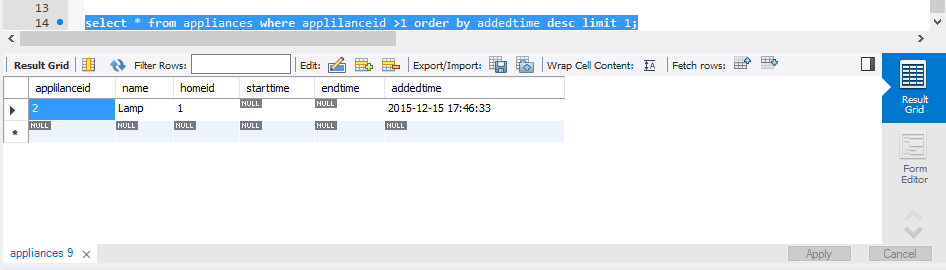 13
14 select * from appliances where applilanceid >1 order by addedtime desc limit 1;
Result Grid Filter Rows: Edit: Export/Import: Wrap Cell Content: IA Fetch rows:
applilanceid name homeid starttime endtime addedtime
2 Lamp 1 NULL NULL 2015-12-15 17:46:33
* NULL NULL NULL NULL NULL NULL
Result
Grid
Form
Editor
appliances 9 × Apply Cancel